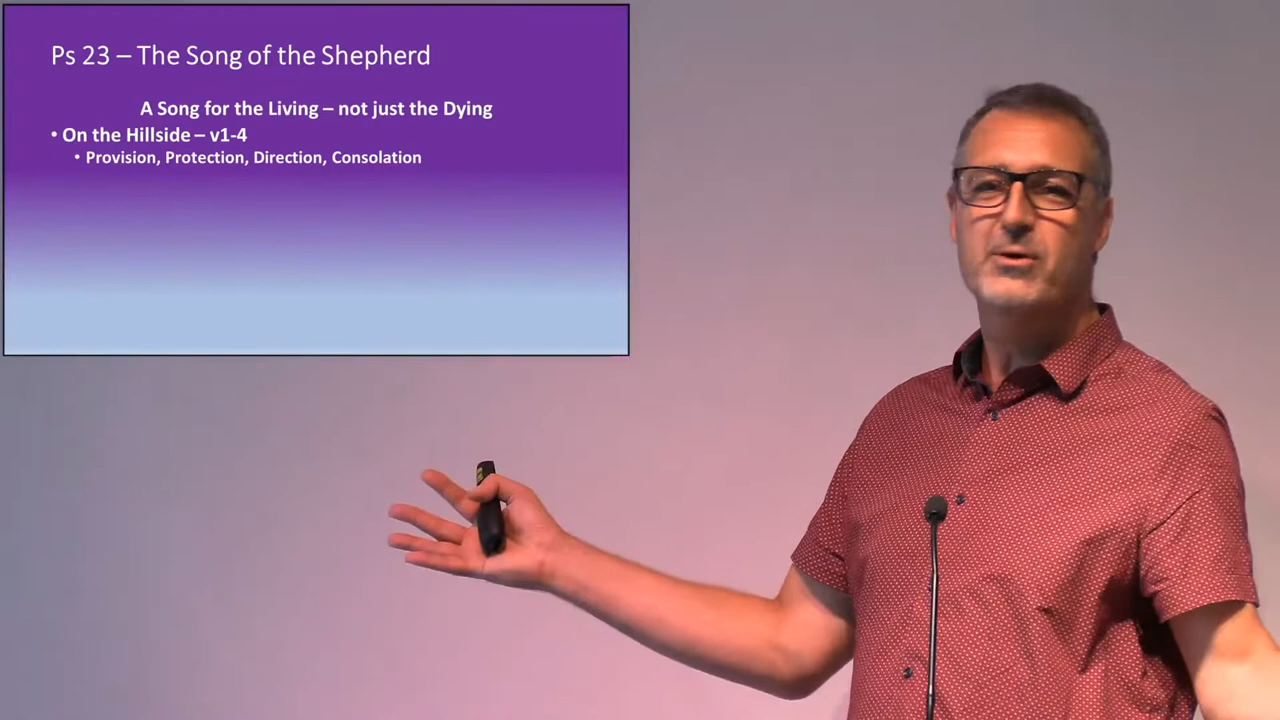 Ps 23 – The Song of the Shepherd
A Song for the Living – not just the Dying
• On the Hillside – v1-4
• Provision, Protection, Direction, Consolation